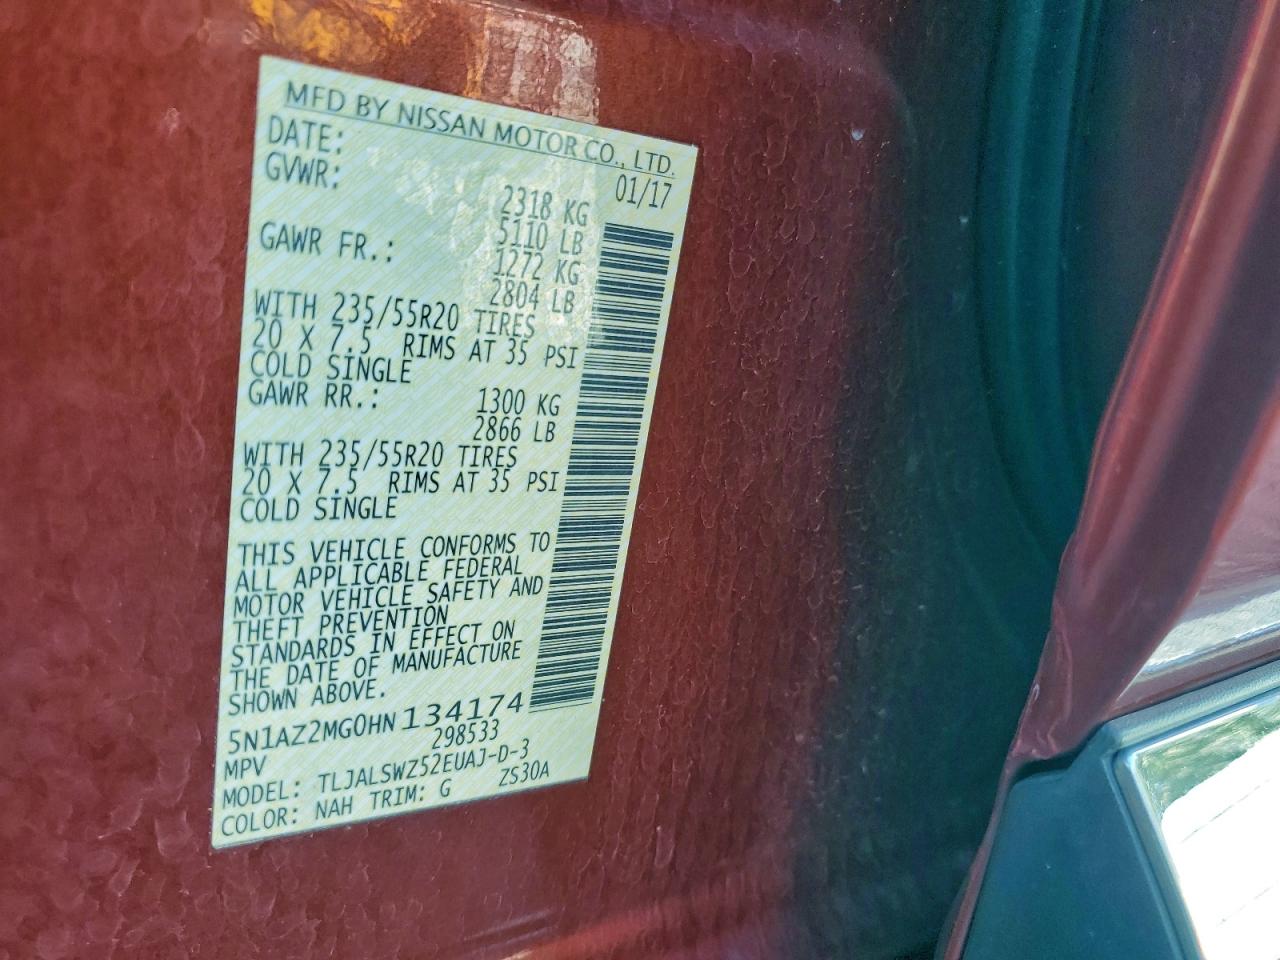 MFD BY NISSAN MOTOR CO., LTD.
DATE: 01/17
GVWR: 2318 KG
5110 LB
GAWR FR.: 1272 KG
2804 LB
WITH 235/55R20 TIRES
20 X 7.5 RIMS AT 35 PSI
COLD SINGLE
GAWR RR.: 1300 KG
2866 LB
WITH 235/55R20 TIRES
20 X 7.5 RIMS AT 35 PSI
COLD SINGLE
THIS VEHICLE CONFORMS TO
ALL APPLICABLE FEDERAL
MOTOR VEHICLE SAFETY AND
THEFT PREVENTION
STANDARDS IN EFFECT ON
THE DATE OF MANUFACTURE
SHOWN ABOVE.
5N1AZ2MG0HN134174
298533
MPV
MODEL: TLJALSWZ52EUAJ-D-3
COLOR: NAH TRIM: G ZS30A